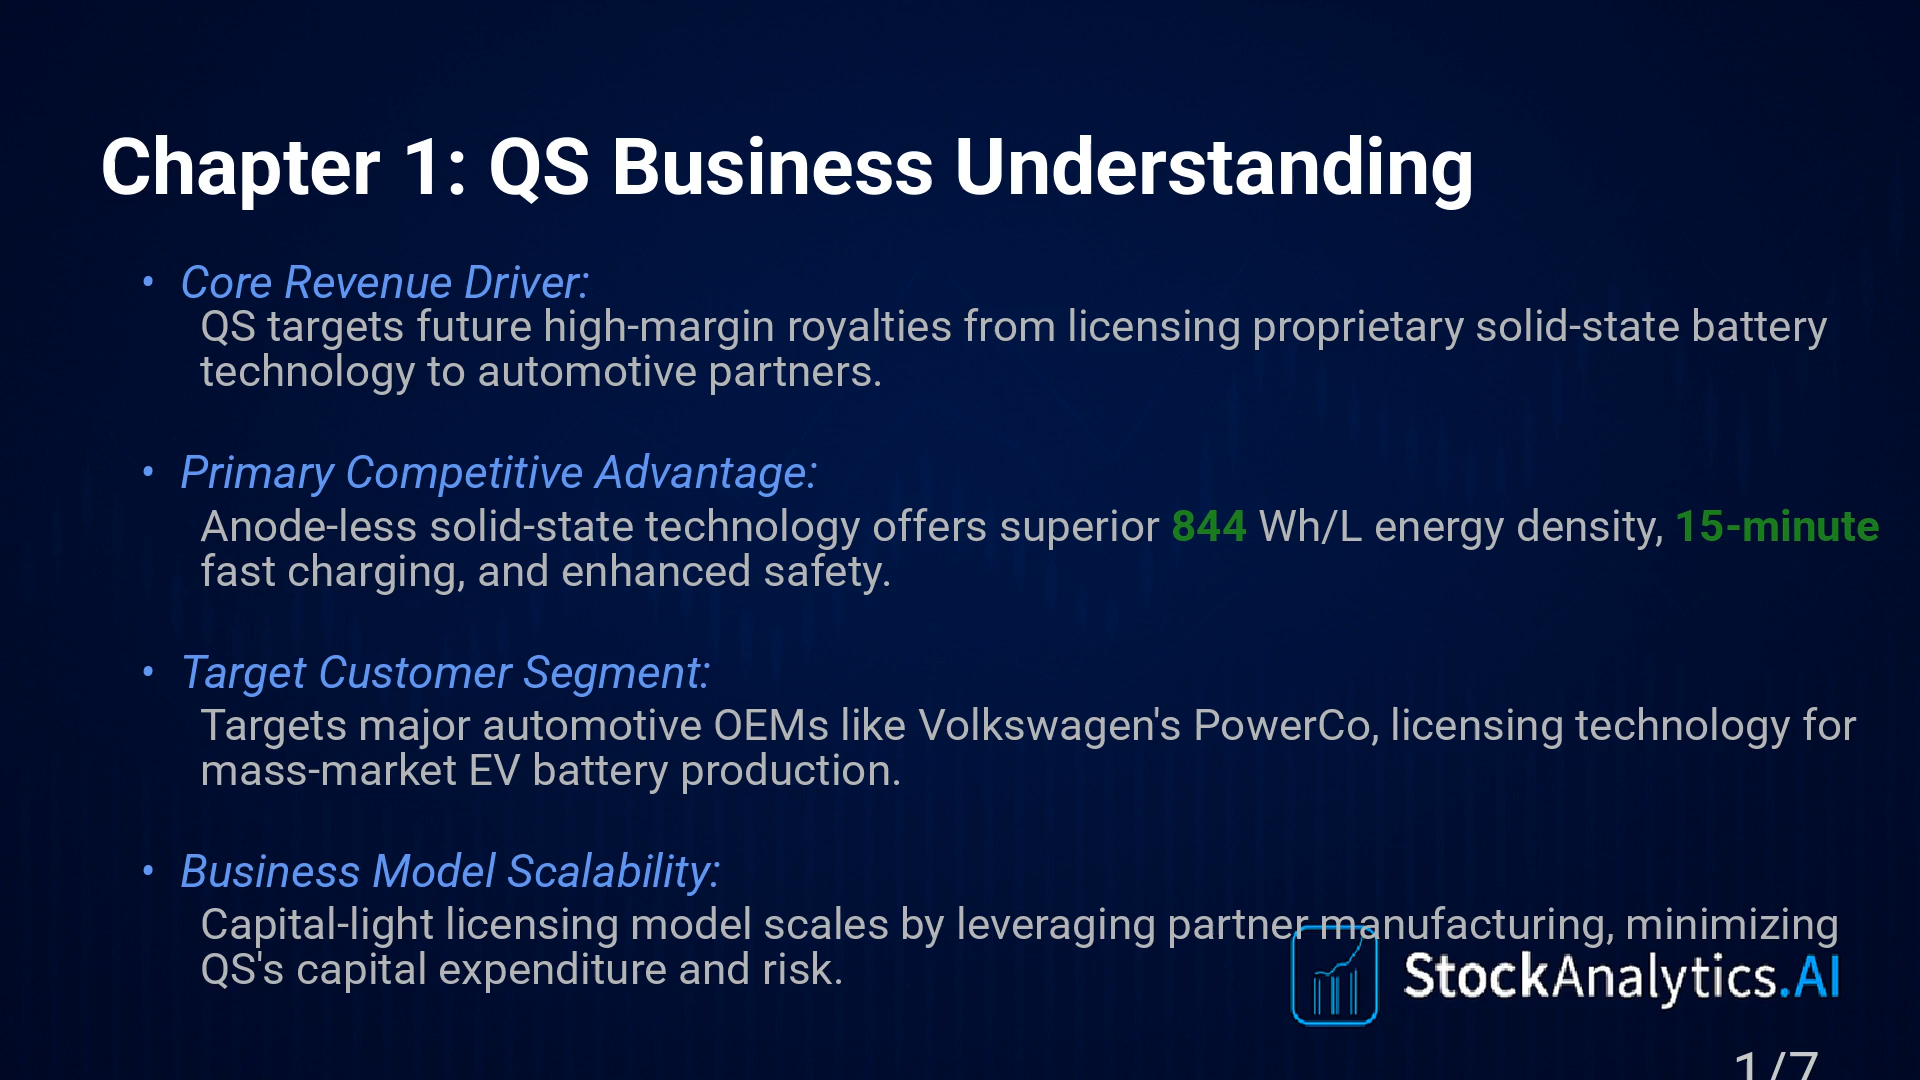 Chapter 1: QS Business Understanding
• Core Revenue Driver:
QS targets future high-margin royalties from licensing proprietary solid-state battery
technology to automotive partners.
• Primary Competitive Advantage:
Anode-less solid-state technology offers superior 844 Wh/L energy density, 15-minute
fast charging, and enhanced safety.
• Target Customer Segment:
Targets major automotive OEMs like Volkswagen's PowerCo, licensing technology for
mass-market EV battery production.
• Business Model Scalability:
Capital-light licensing model scales by leveraging partner manufacturing, minimizing
QS's capital expenditure and risk.
StockAnalytics.AI
1/7